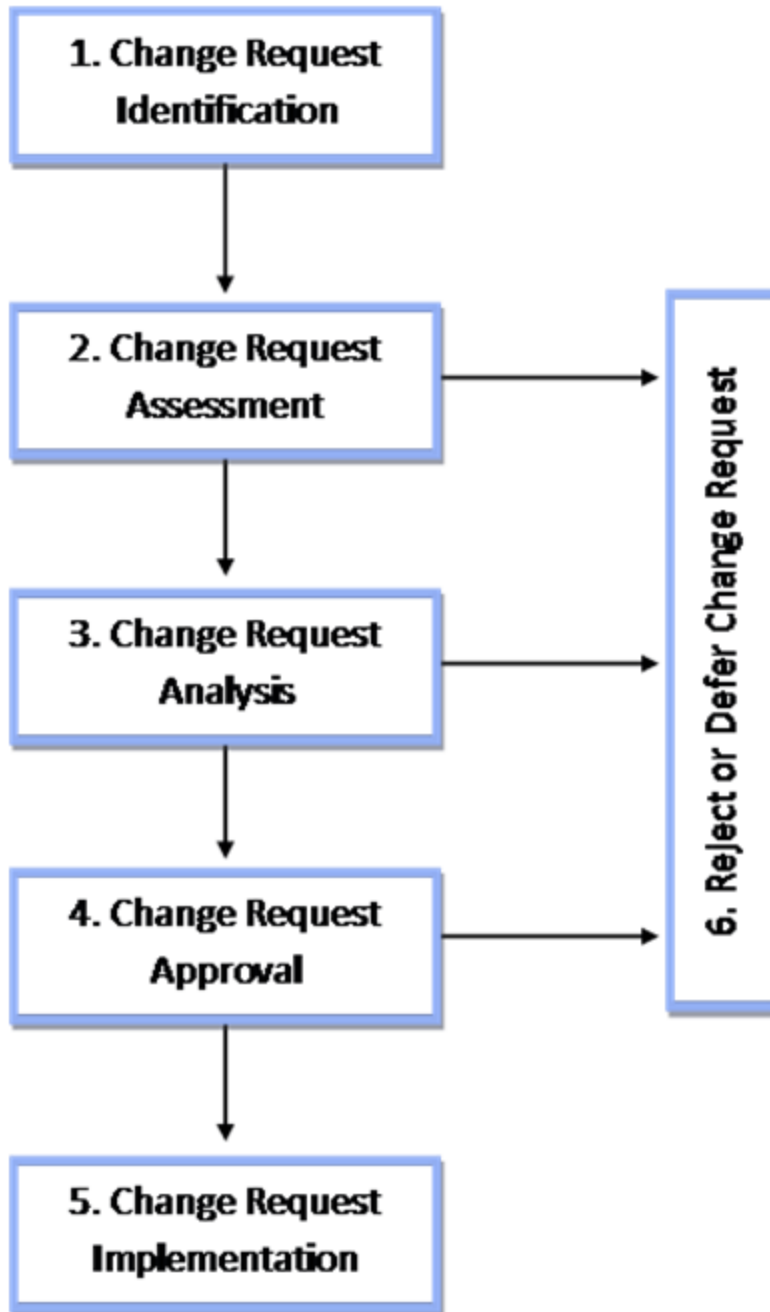 1. Change Request
Identification
2. Change Request
Assessment
3. Change Request
Analysis
4. Change Request
Approval
5. Change Request
Implementation
6. Reject or Defer Change Request